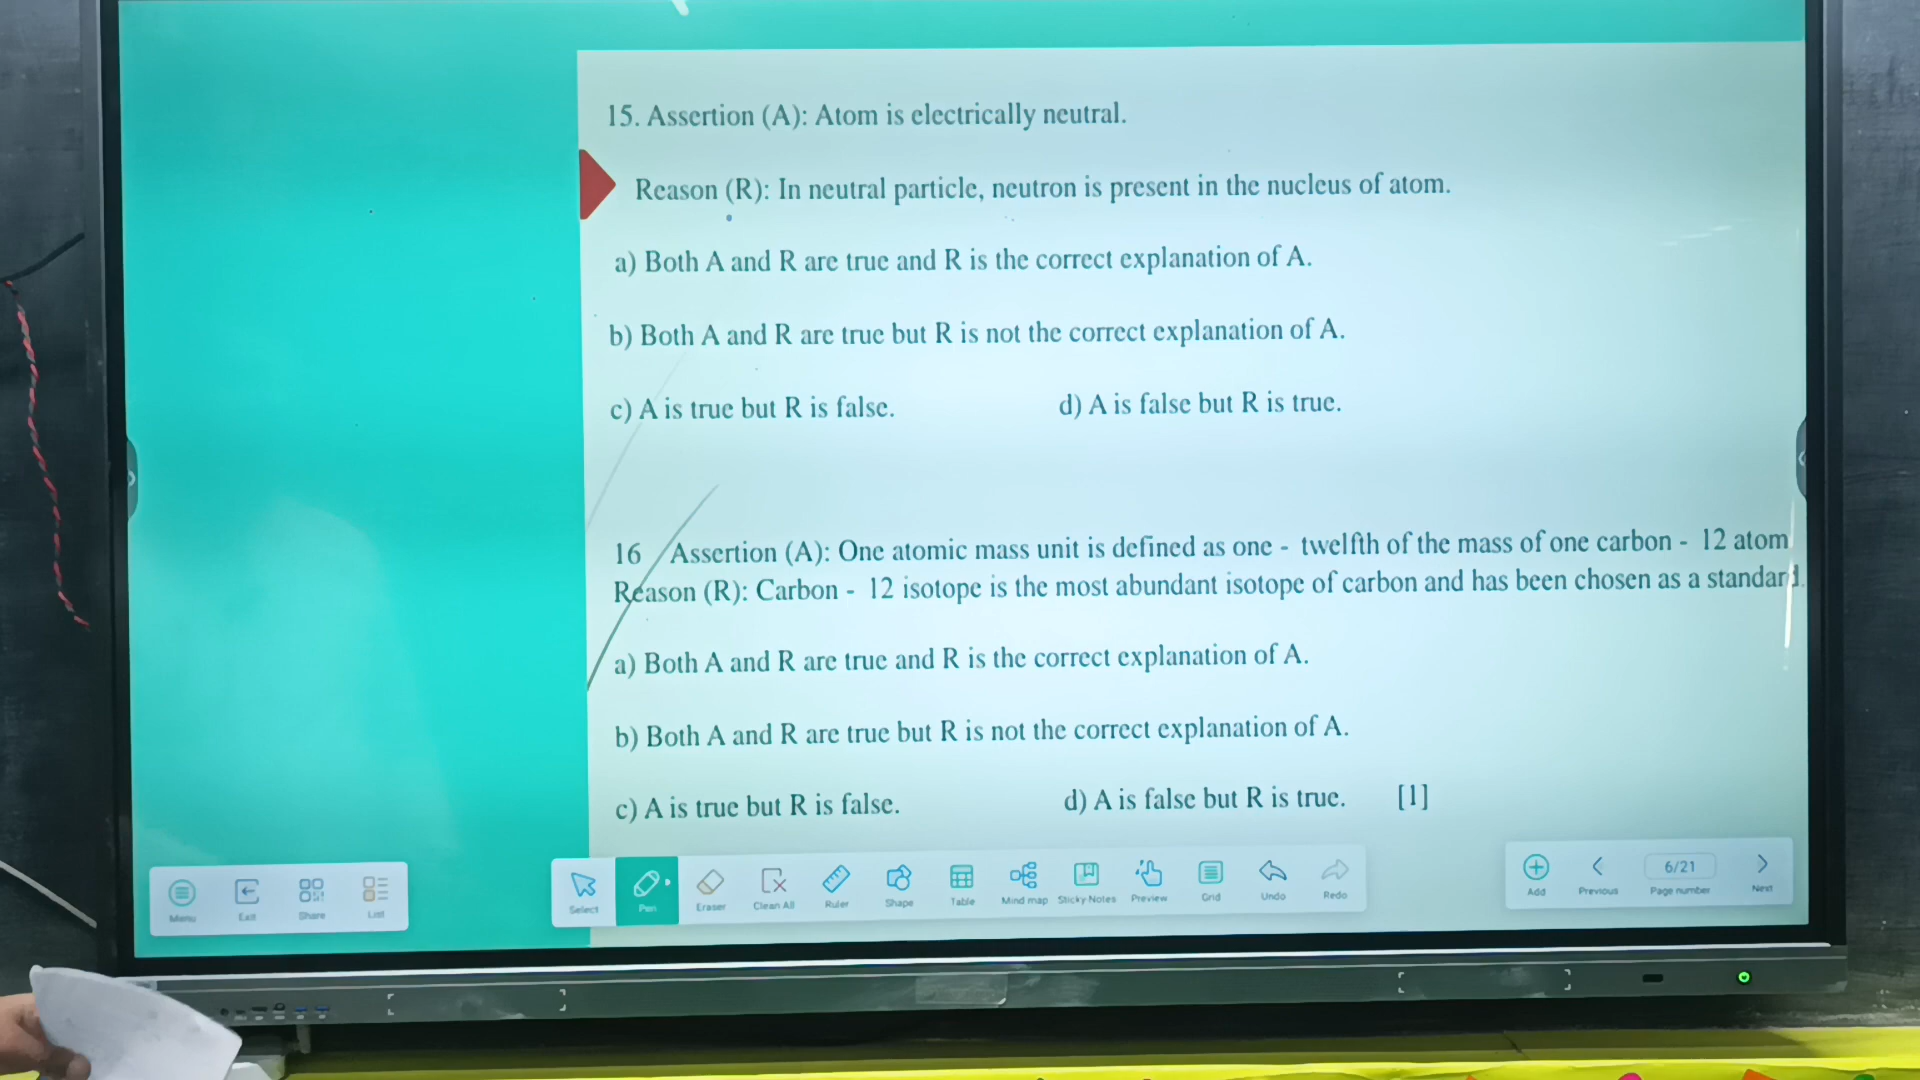 15. Assertion (A): Atom is electrically neutral.
Reason (R): In neutral particle, neutron is present in the nucleus of atom.
a) Both A and R are true and R is the correct explanation of A.
b) Both A and R are true but R is not the correct explanation of A.
c) A is true but R is false. d) A is false but R is true.
16 Assertion (A): One atomic mass unit is defined as one - twelfth of the mass of one carbon - 12 atom
Reason (R): Carbon - 12 isotope is the most abundant isotope of carbon and has been chosen as a standard.
a) Both A and R are true and R is the correct explanation of A.
b) Both A and R are true but R is not the correct explanation of A.
c) A is true but R is false. d) A is false but R is true. [1]
Menu Exit Share List Select Pen Eraser Clean All Ruler Shape Table Mind map Sticky Notes Preview Grid Undo Redo Add Previous 6/21 Page number Next